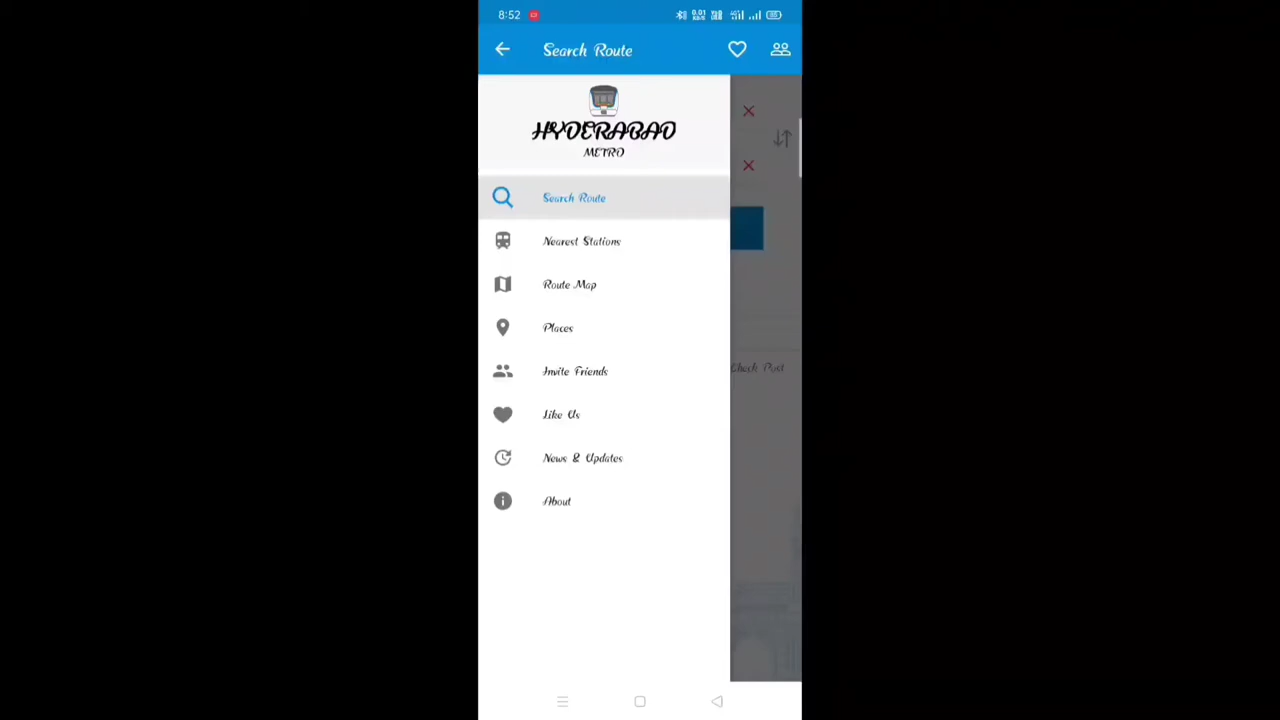 8:52
Search Route
HYDERABAD
METRO
Search Route
Nearest Stations
Route Map
Places
Invite Friends
Check Post
Like Us
News & Updates
About